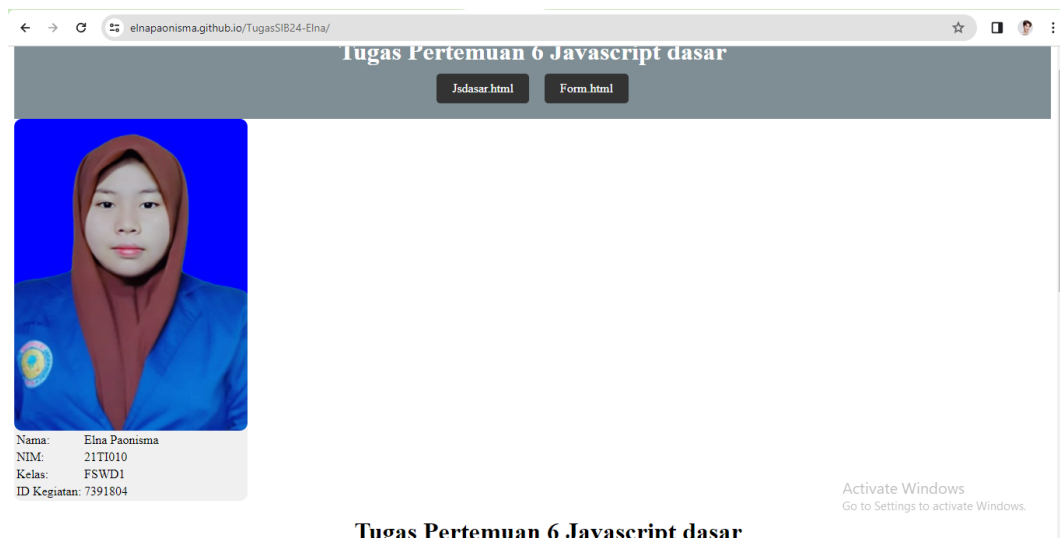 elnapaonisma.github.io/TugasSIB24-Elna/
Tugas Pertemuan 6 Javascript dasar
Jsdasar.html Form.html
Nama: Elna Paonisma
NIM: 21TI010
Kelas: FSWD1
ID Kegiatan: 7391804
Activate Windows
Go to Settings to activate Windows.
Tugas Pertemuan 6 Javascript dasar